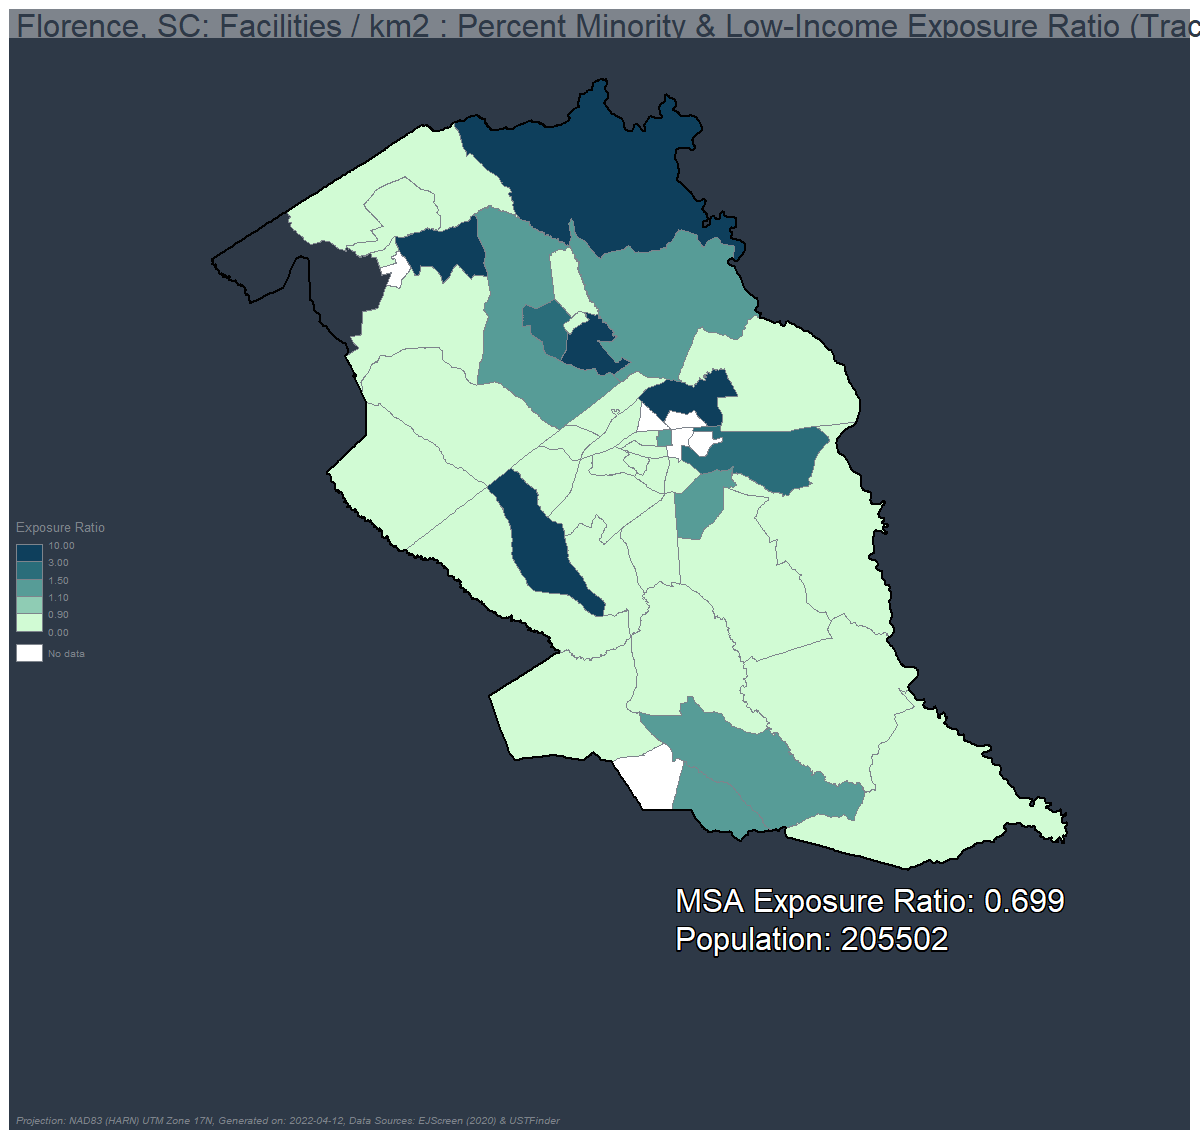 Florence, SC: Facilities / km2 : Percent Minority & Low-Income Exposure Ratio (Trac
Exposure Ratio
10.00
3.00
1.50
1.10
0.90
0.00
No data
MSA Exposure Ratio: 0.699
Population: 205502
Projection: NAD83 (HARN) UTM Zone 17N, Generated on: 2022-04-12, Data Sources: EJScreen (2020) & USTFinder